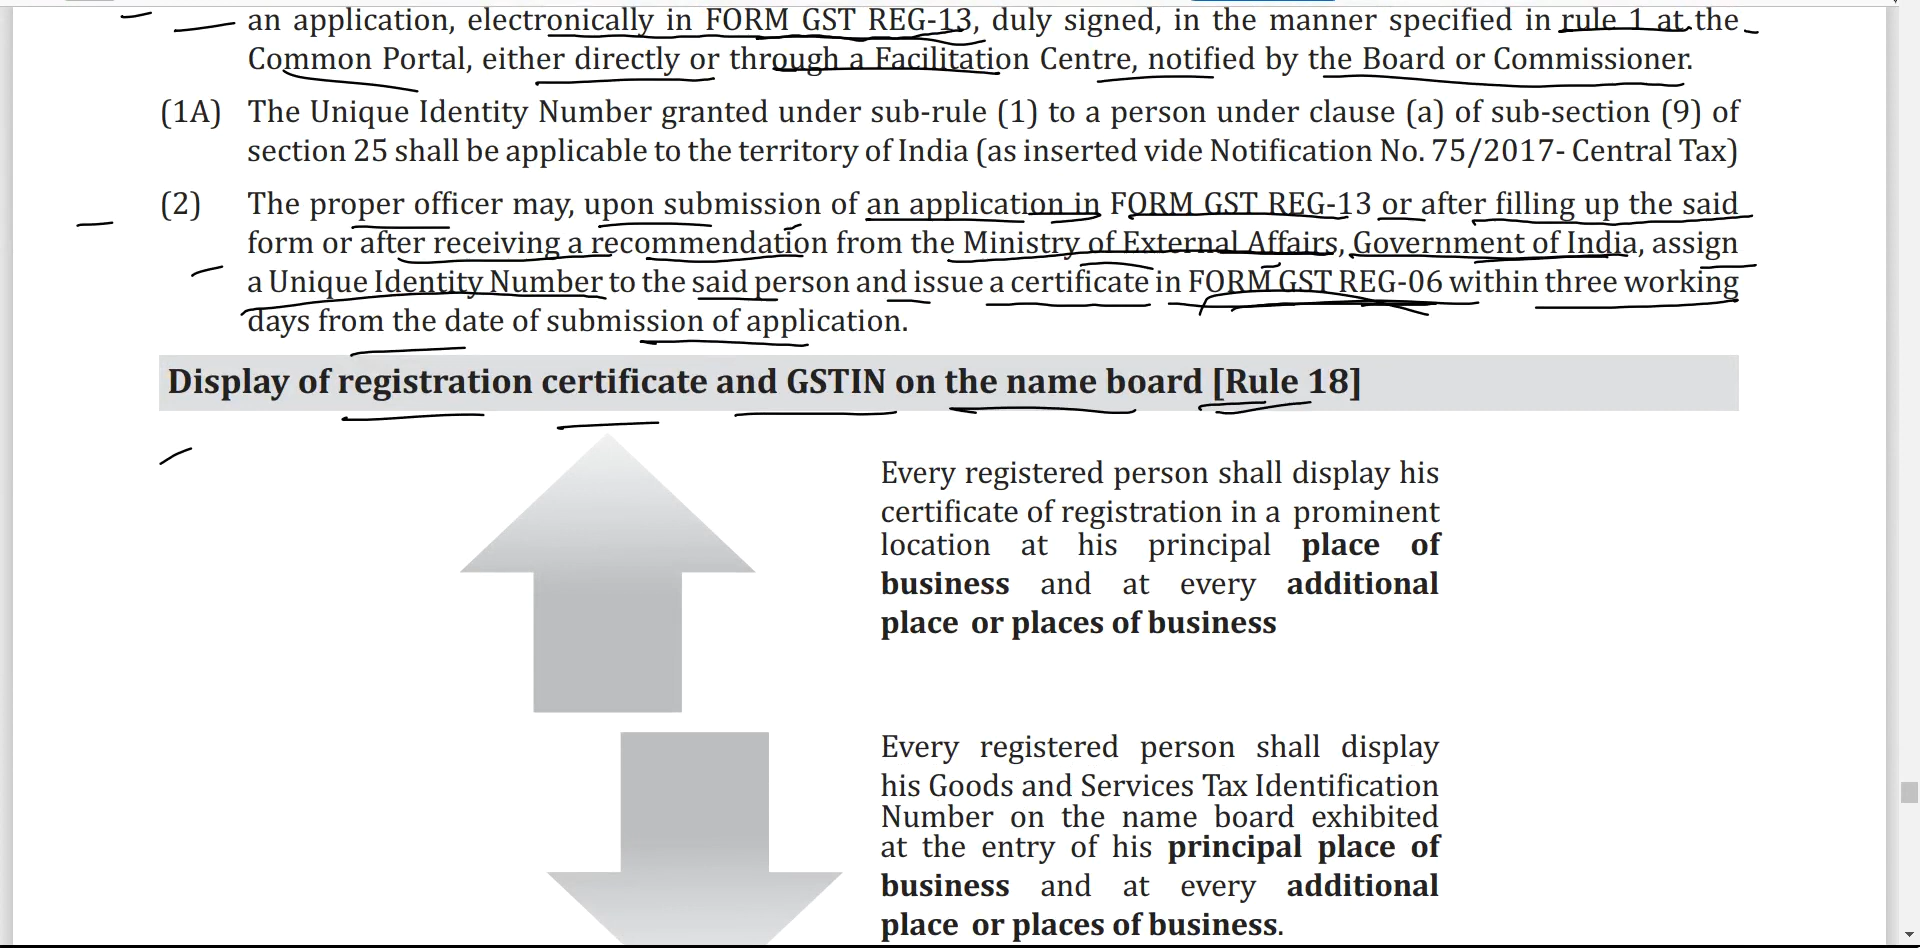 an application, electronically in FORM GST REG-13, duly signed, in the manner specified in rule 1 at the
Common Portal, either directly or through a Facilitation Centre, notified by the Board or Commissioner.
(1A) The Unique Identity Number granted under sub-rule (1) to a person under clause (a) of sub-section (9) of
section 25 shall be applicable to the territory of India (as inserted vide Notification No. 75/2017- Central Tax)
(2) The proper officer may, upon submission of an application in FORM GST REG-13 or after filling up the said
form or after receiving a recommendation from the Ministry of External Affairs, Government of India, assign
a Unique Identity Number to the said person and issue a certificate in FORM GST REG-06 within three working
days from the date of submission of application.
Display of registration certificate and GSTIN on the name board [Rule 18]
Every registered person shall display his
certificate of registration in a prominent
location at his principal place of
business and at every additional
place or places of business
Every registered person shall display
his Goods and Services Tax Identification
Number on the name board exhibited
at the entry of his principal place of
business and at every additional
place or places of business.